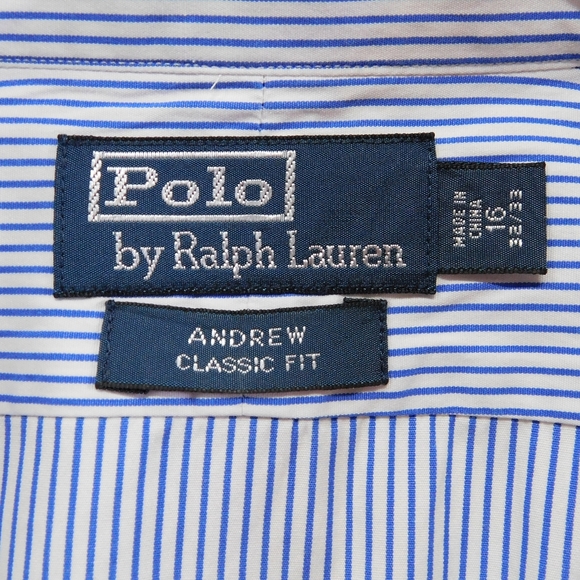 Polo
by Ralph Lauren
MADE IN
CHINA
16
32/33
ANDREW
CLASSIC FIT